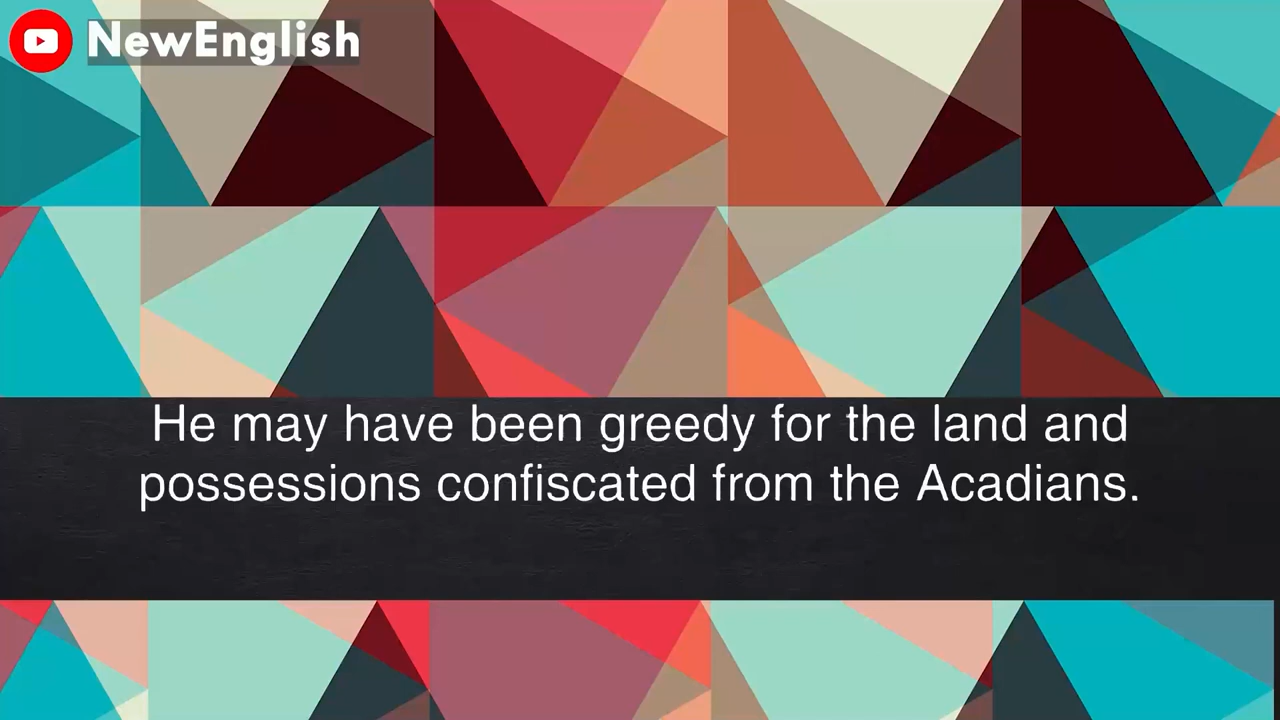 NewEnglish
He may have been greedy for the land and
possessions confiscated from the Acadians.